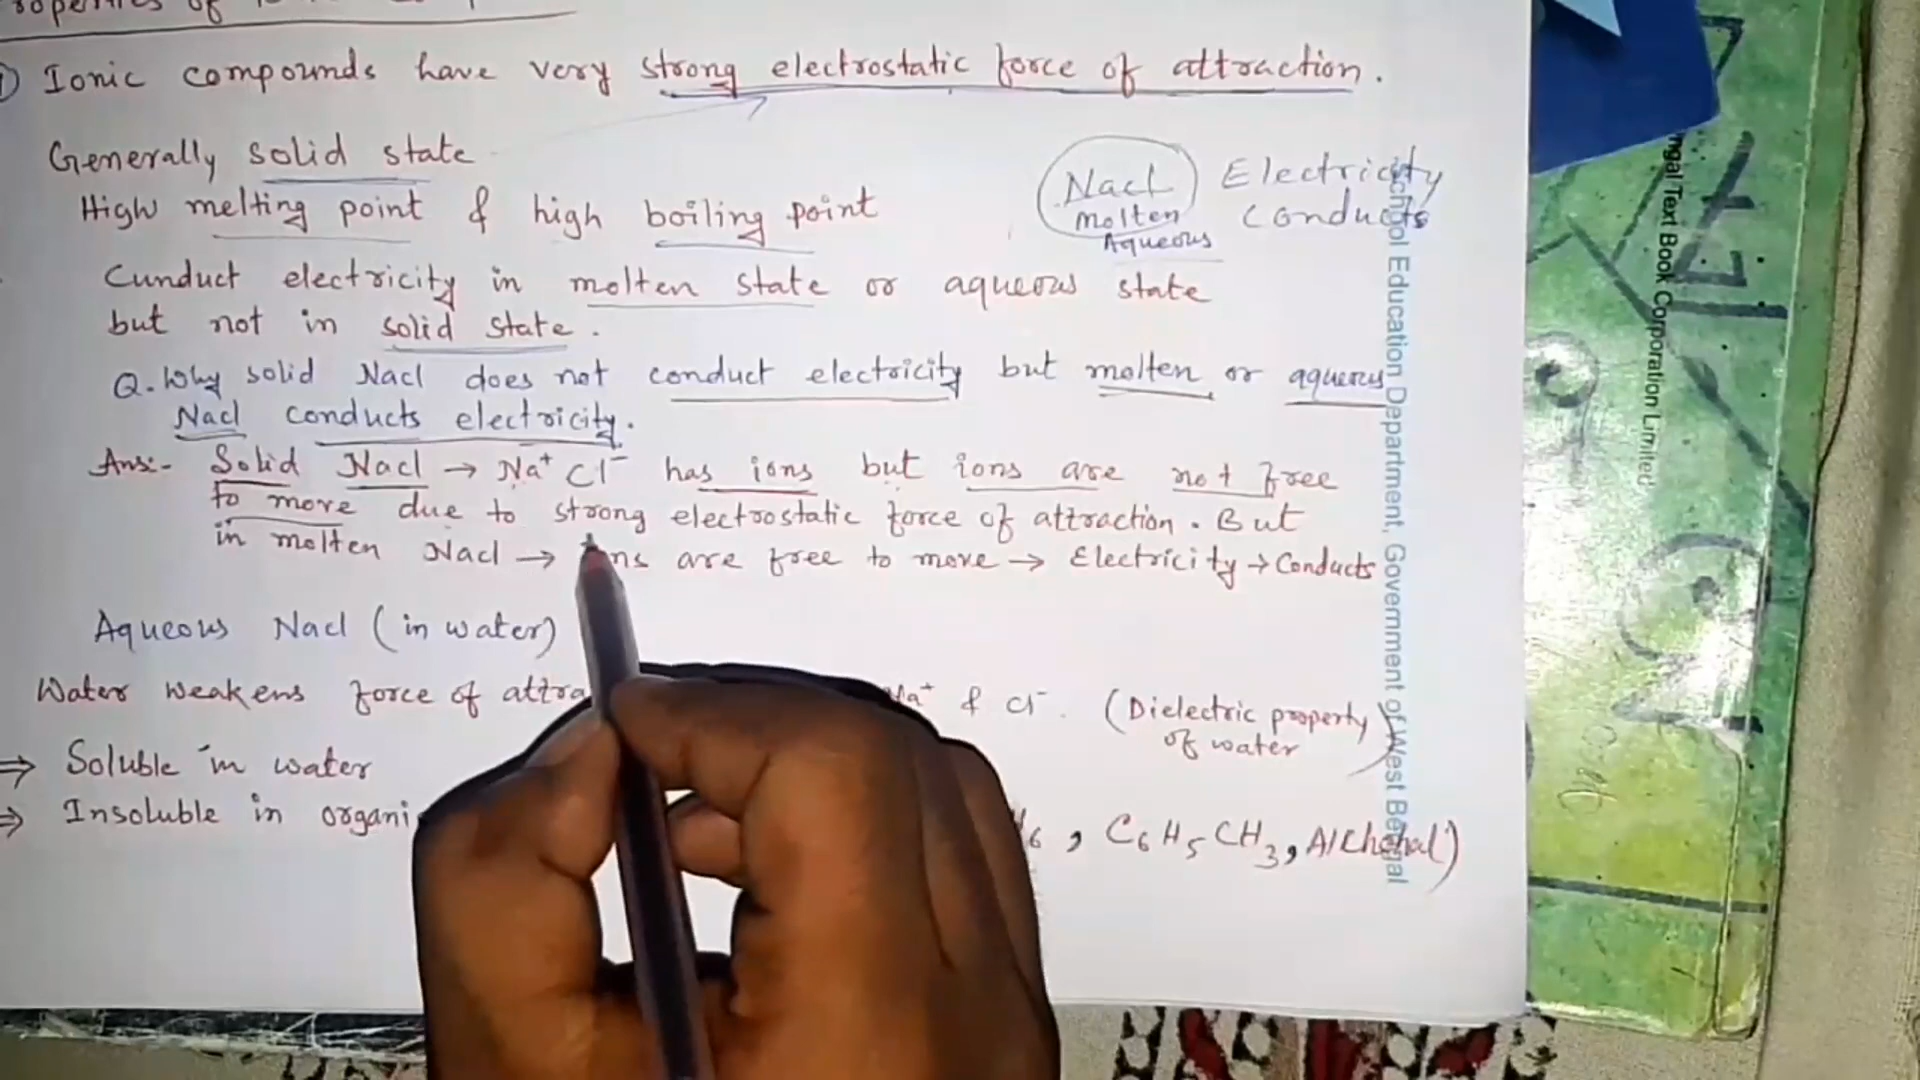 ① Ionic compounds have very strong electrostatic force of attraction.
Generally solid state
High melting point & high boiling point
Nacl Electricity
molten conducts
Aqueous
Cunduct electricity in molten state or aqueous state
but not in solid state.
Q. Why solid Nacl does not conduct electricity but molten or aqueous
Nacl conducts electricity.
Ans:- Solid Nacl → Na⁺ Cl⁻ has ions but ions are not free
to move due to strong electrostatic force of attraction. But
in molten Nacl → are free to move → Electricity → Conducts
Aqueous Nacl (in water)
Water weakens force of & Cl⁻. (Dielectric property
of water)
⇒ Soluble in water
⇒ Insoluble in , C₆H₅CH₃, Alchohal)
School Education Department, Government of West Bengal
Text Book Corporation Limited